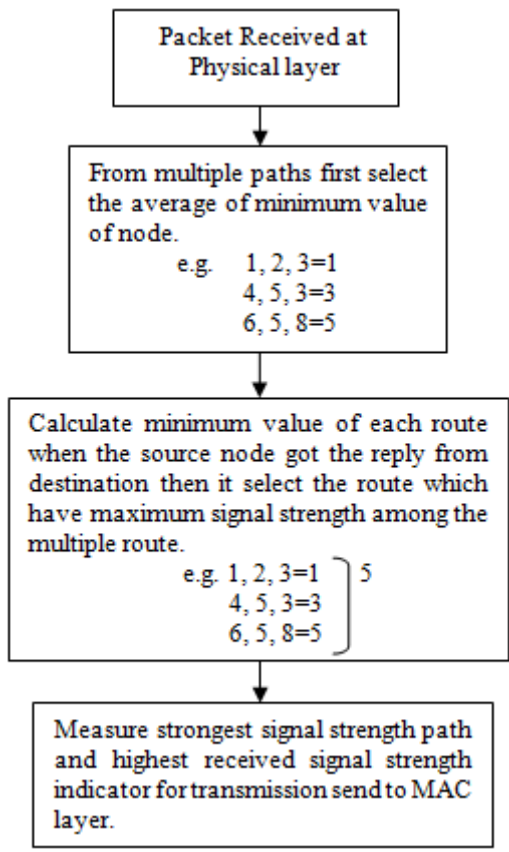 Packet Received at
Physical layer
From multiple paths first select
the average of minimum value
of node.
e.g. 1, 2, 3=1
4, 5, 3=3
6, 5, 8=5
Calculate minimum value of each route
when the source node got the reply from
destination then it select the route which
have maximum signal strength among the
multiple route.
e.g. 1, 2, 3=1 5
4, 5, 3=3
6, 5, 8=5
Measure strongest signal strength path
and highest received signal strength
indicator for transmission send to MAC
layer.